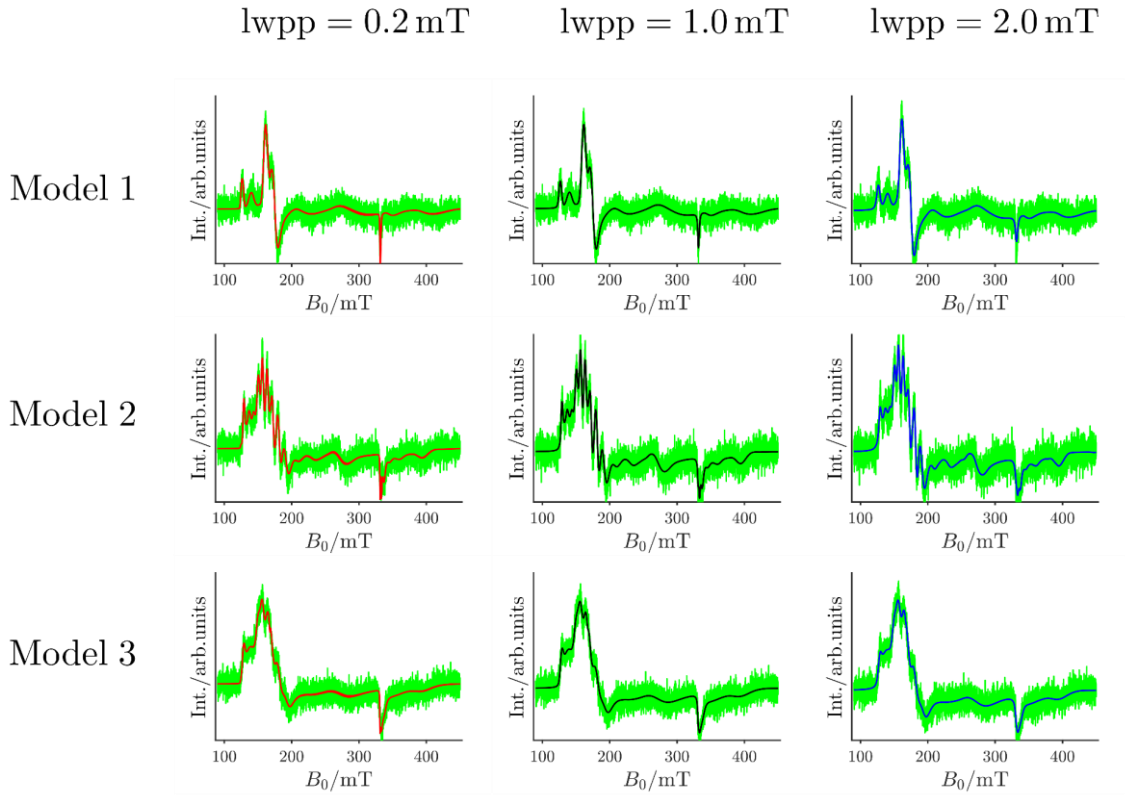 lwpp = 0.2 mT lwpp = 1.0 mT lwpp = 2.0 mT
Model 1
Int./arb.units Int./arb.units Int./arb.units
100 200 300 400 100 200 300 400 100 200 300 400
B₀/mT B₀/mT B₀/mT
Model 2
Int./arb.units Int./arb.units Int./arb.units
100 200 300 400 100 200 300 400 100 200 300 400
B₀/mT B₀/mT B₀/mT
Model 3
Int./arb.units Int./arb.units Int./arb.units
100 200 300 400 100 200 300 400 100 200 300 400
B₀/mT B₀/mT B₀/mT